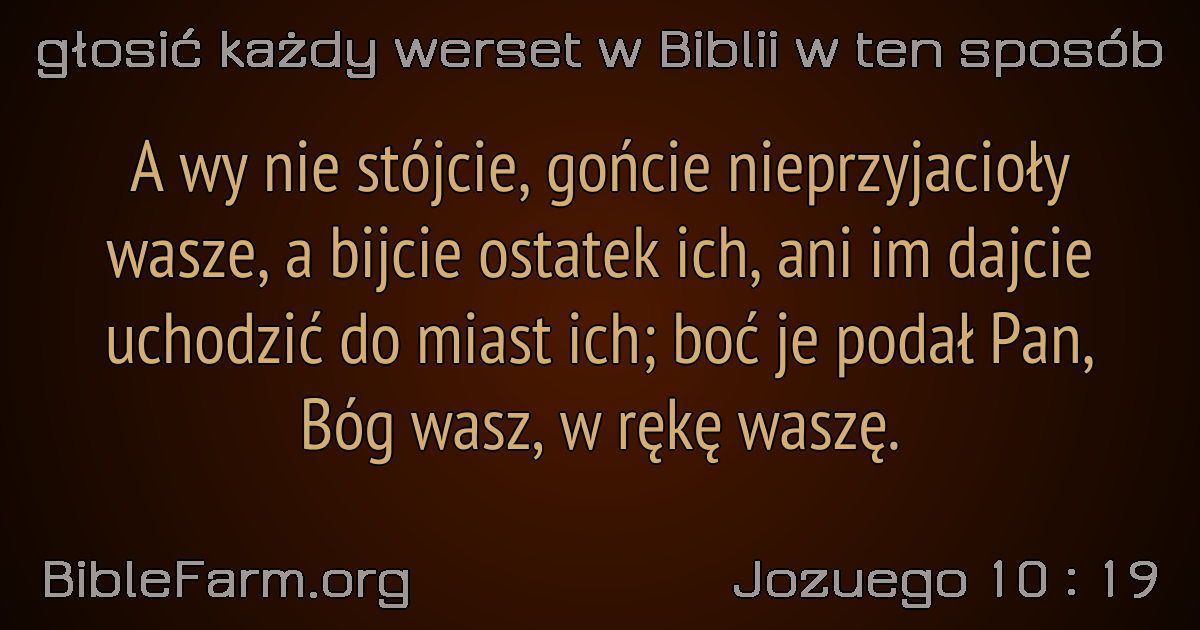 głosić każdy werset w Biblii w ten sposób
A wy nie stójcie, gońcie nieprzyjacioły
wasze, a bijcie ostatek ich, ani im dajcie
uchodzić do miast ich; boć je podał Pan,
Bóg wasz, w rękę waszę.
BibleFarm.org
Jozuego 10 : 19